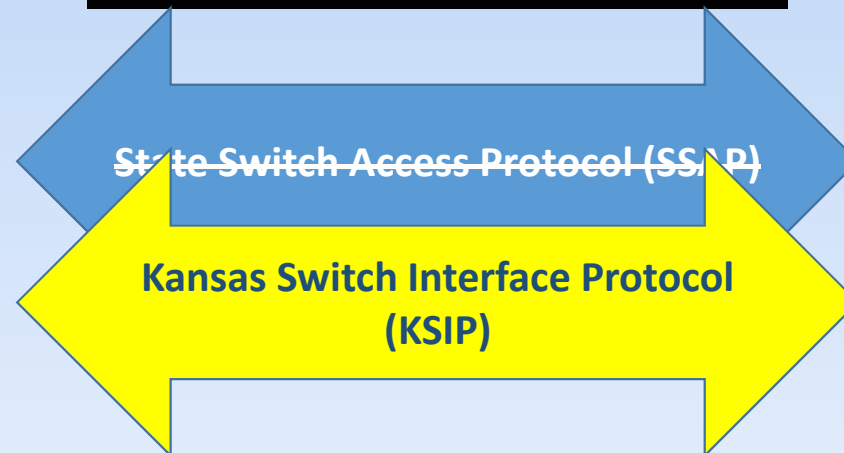 State Switch Access Protocol (SSAP)
Kansas Switch Interface Protocol
(KSIP)